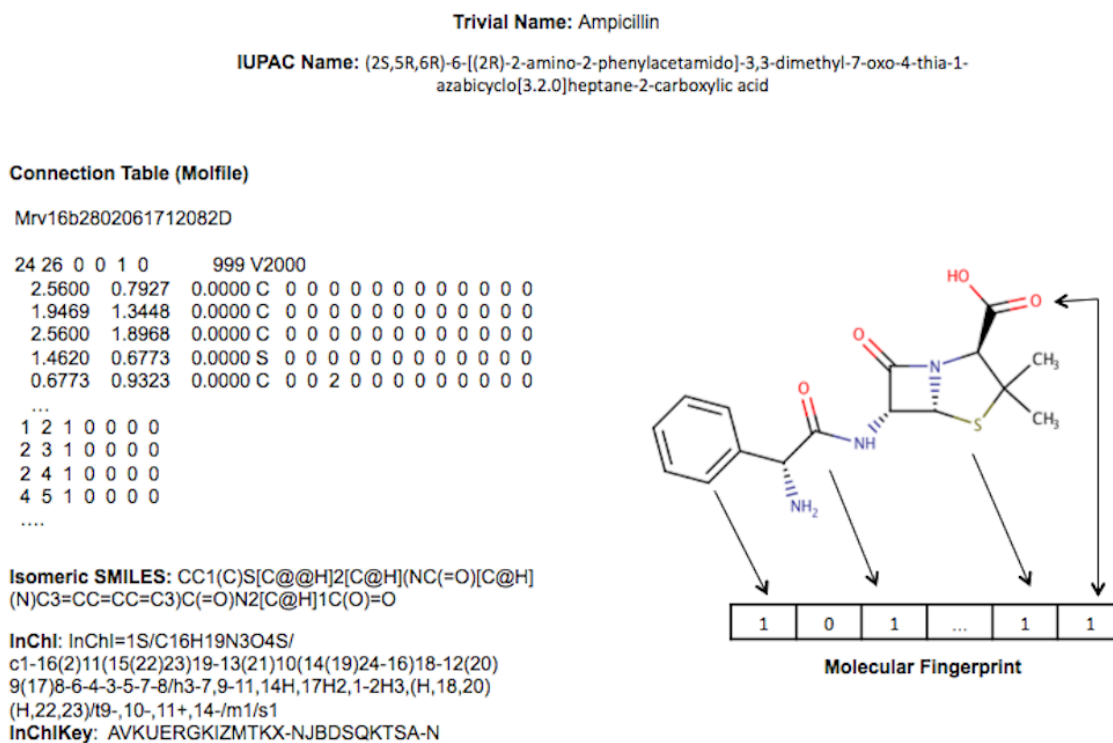 Trivial Name: Ampicillin
IUPAC Name: (2S,5R,6R)-6-[(2R)-2-amino-2-phenylacetamido]-3,3-dimethyl-7-oxo-4-thia-1-
azabicyclo[3.2.0]heptane-2-carboxylic acid
Connection Table (Molfile)
Mrv16b2802061712082D
24 26 0 0 1 0 999 V2000
2.5600 0.7927 0.0000 C 0 0 0 0 0 0 0 0 0 0 0 0
1.9469 1.3448 0.0000 C 0 0 0 0 0 0 0 0 0 0 0 0
2.5600 1.8968 0.0000 C 0 0 0 0 0 0 0 0 0 0 0 0
1.4620 0.6773 0.0000 S 0 0 0 0 0 0 0 0 0 0 0 0
0.6773 0.9323 0.0000 C 0 0 2 0 0 0 0 0 0 0 0 0
...
1 2 1 0 0 0 0
2 3 1 0 0 0 0
2 4 1 0 0 0 0
4 5 1 0 0 0 0
....
Isomeric SMILES: CC1(C)S[C@@H]2[C@H](NC(=O)[C@H]
(N)C3=CC=CC=C3)C(=O)N2[C@H]1C(O)=O
InChI: InChI=1S/C16H19N3O4S/
c1-16(2)11(15(22)23)19-13(21)10(14(19)24-16)18-12(20)
9(17)8-6-4-3-5-7-8/h3-7,9-11,14H,17H2,1-2H3,(H,18,20)
(H,22,23)/t9-,10-,11+,14-/m1/s1
InChIKey: AVKUERGKIZMTKX-NJBDSQKTSA-N
HO
O
O
N
CH3
O
CH3
S
NH
NH2
1 0 1 ... 1 1
Molecular Fingerprint